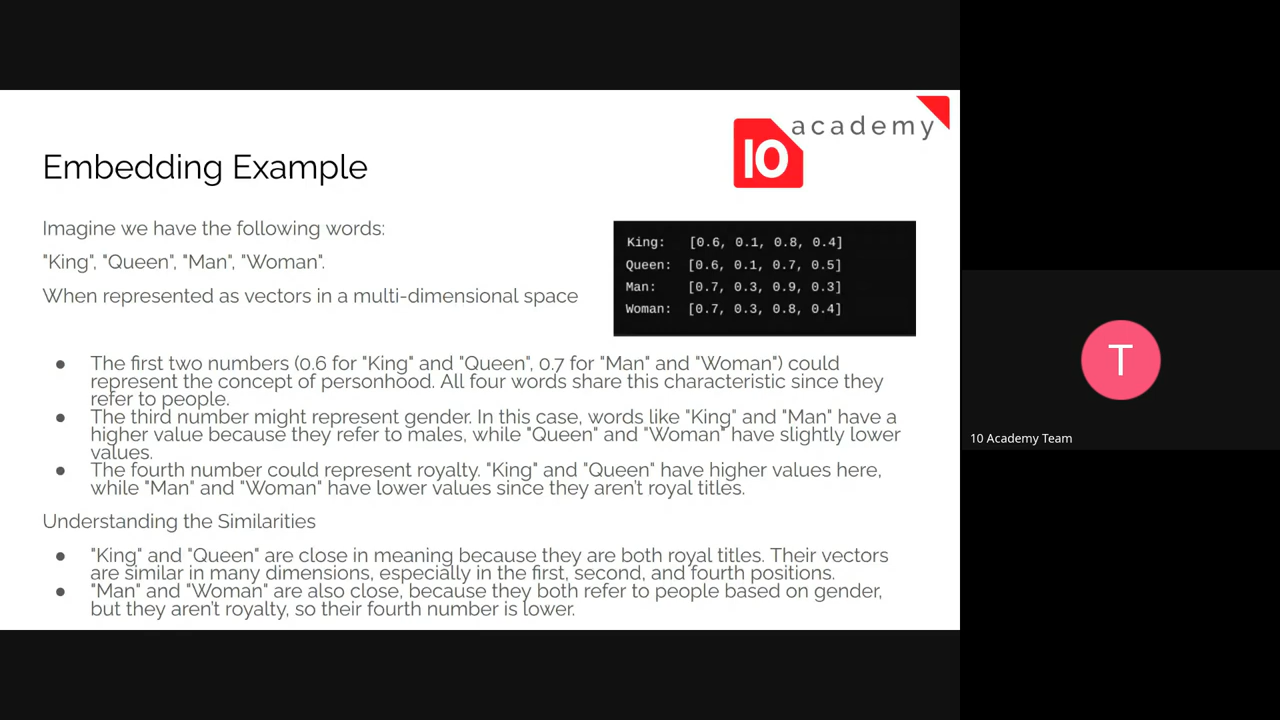 10 academy
Embedding Example
Imagine we have the following words:
"King", "Queen", "Man", "Woman".
When represented as vectors in a multi-dimensional space
King: [0.6, 0.1, 0.8, 0.4]
Queen: [0.6, 0.1, 0.7, 0.5]
Man: [0.7, 0.3, 0.9, 0.3]
Woman: [0.7, 0.3, 0.8, 0.4]
● The first two numbers (0.6 for "King" and "Queen", 0.7 for "Man" and "Woman") could
represent the concept of personhood. All four words share this characteristic since they
refer to people.
● The third number might represent gender. In this case, words like "King" and "Man" have a
higher value because they refer to males, while "Queen" and "Woman" have slightly lower
values.
● The fourth number could represent royalty. "King" and "Queen" have higher values here,
while "Man" and "Woman" have lower values since they aren't royal titles.
Understanding the Similarities
● "King" and "Queen" are close in meaning because they are both royal titles. Their vectors
are similar in many dimensions, especially in the first, second, and fourth positions.
● "Man" and "Woman" are also close, because they both refer to people based on gender,
but they aren't royalty, so their fourth number is lower.
T
10 Academy Team